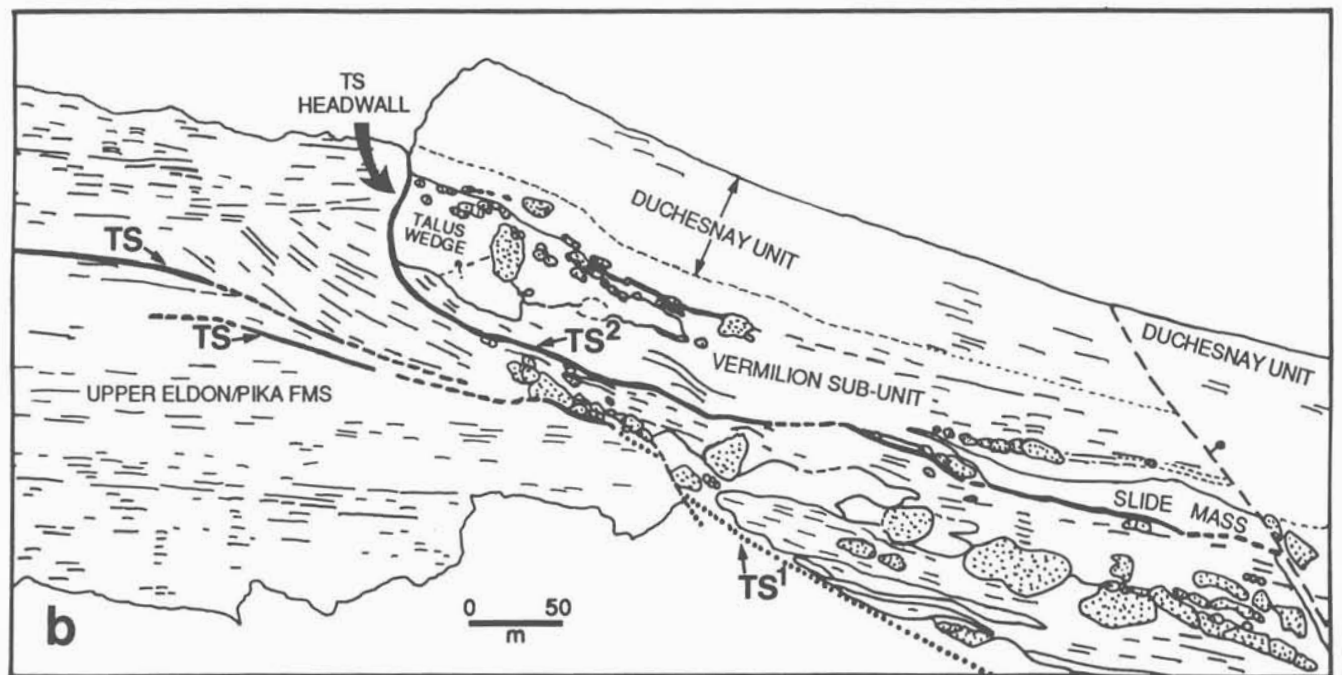 TS
HEADWALL
DUCHESNAY UNIT
TALUS
WEDGE
TS
TS
TS²
DUCHESNAY UNIT
VERMILION SUB-UNIT
UPPER ELDON/PIKA FMS
SLIDE MASS
TS¹
0 50
m
b